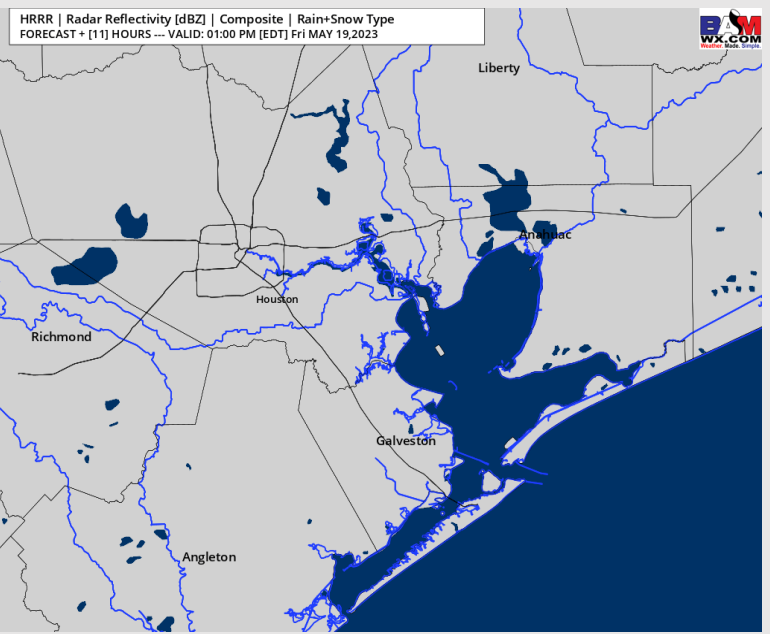 HRRR | Radar Reflectivity [dBZ] | Composite | Rain+Snow Type
FORECAST + [11] HOURS --- VALID: 01:00 PM [EDT] Fri MAY 19,2023
BAM
WX.COM
Weather. Made. Simple.
Liberty
Anahuac
Houston
Richmond
Galveston
Angleton